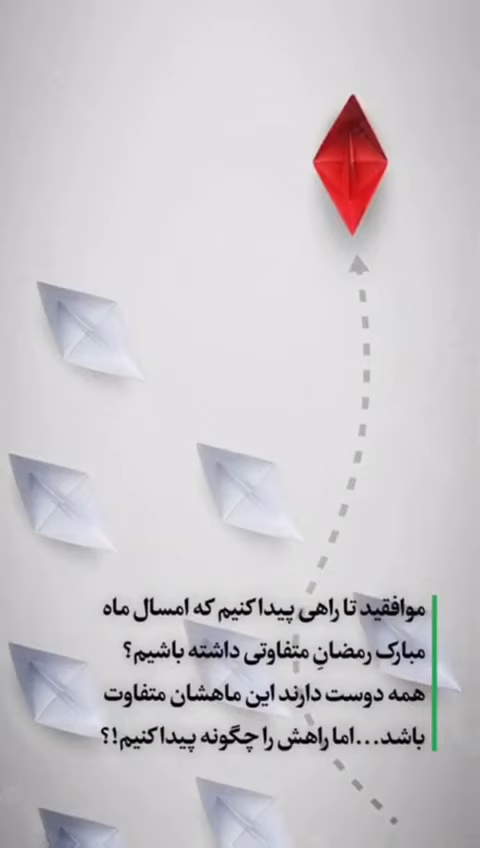 موافقید تا راهی پیدا کنیم که امسال ماه
مبارک رمضانِ متفاوتی داشته باشیم؟
همه دوست دارند این ماهشان متفاوت
باشد...اما راهش را چگونه پیدا کنیم!؟